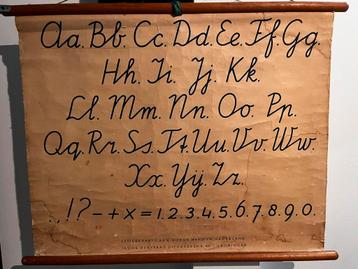 Aa. Bb. Cc. Dd. Ee. Ff. Gg.
Hh. Ii. Jj. Kk.
Ll. Mm. Nn. Oo. Pp.
Qq. Rr. Ss. Tt. Uu. Vv. Ww.
Xx. Yy. Zz.
., !? - + x = 1. 2. 3. 4. 5. 6. 7. 8. 9. 0.